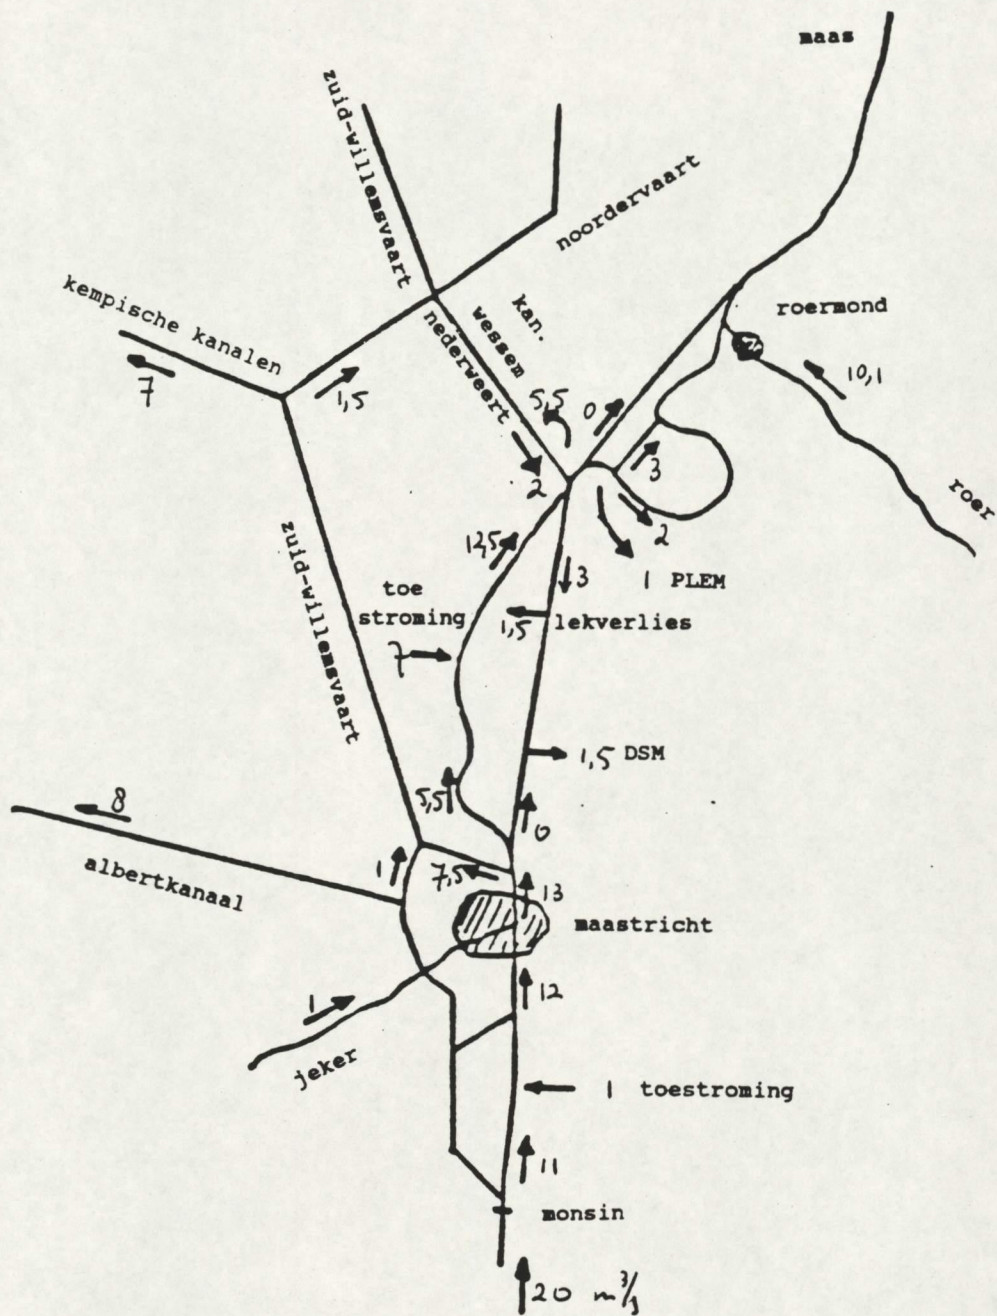 maas
zuid-willemsvaart
noordervaart
kempische kanalen
7
1,5
kan.
wessem
nederweert
5,5
0
2
roermond
10,1
roer
3
2
1 PLEM
12,5
3
toe
stroming
7
1,5
lekverlies
zuid-willemsvaart
1,5 DSM
5,5
0
8
albertkanaal
1
7,5
13
maastricht
12
1
jeker
1 toestroming
11
monsin
20 m³/s